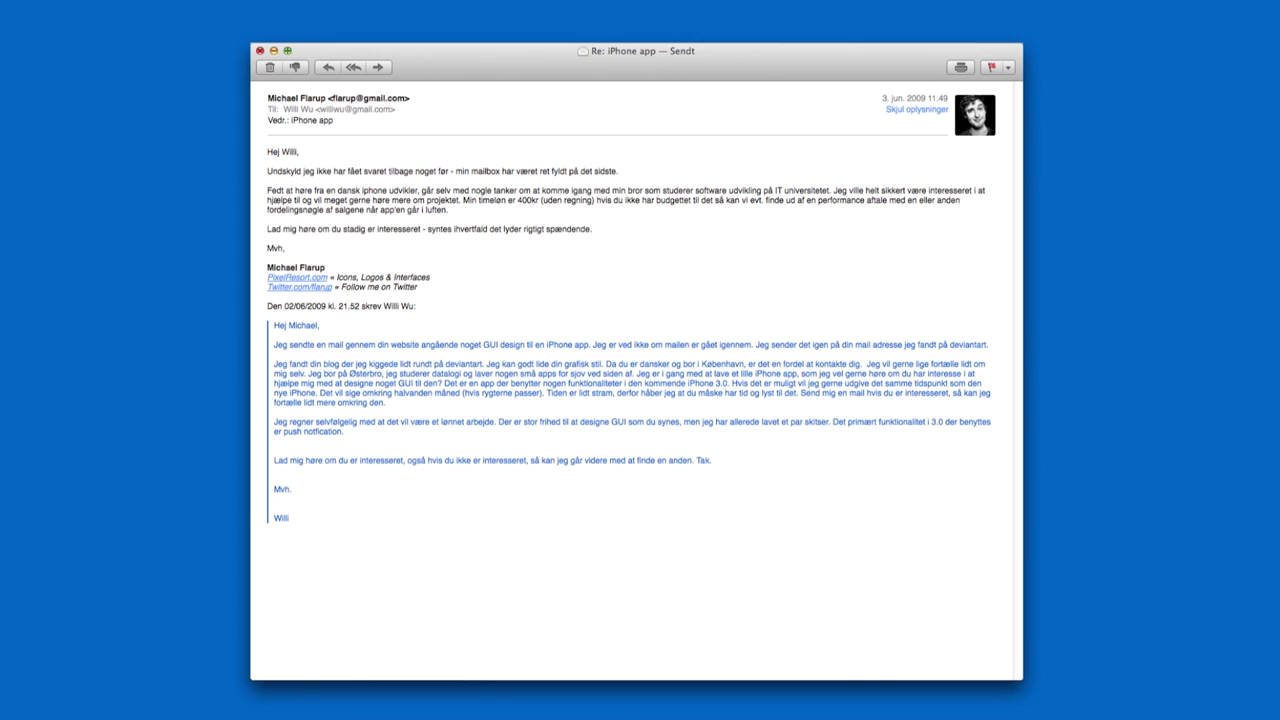 Re: iPhone app — Sendt
Michael Flarup <flarup@gmail.com>
3. jun. 2009 11.49
Til: Willi Wu <williwu@gmail.com>
Skjul oplysninger
Vedr.: iPhone app
Hej Willi,
Undskyld jeg ikke har fået svaret tilbage noget før - min mailbox har været ret fyldt på det sidste.
Fedt at høre fra en dansk iphone udvikler, går selv med nogle tanker om at komme igang med min bror som studerer software udvikling på IT universitetet. Jeg ville helt sikkert være interesseret i at
hjælpe til og vil meget gerne høre mere om projektet. Min timeløn er 400kr (uden regning) hvis du ikke har budgettet til det så kan vi evt. finde ud af en performance aftale med en eller anden
fordelingsnøgle af salgene når app'en går i luften.
Lad mig høre om du stadig er interesseret - syntes ihvertfald det lyder rigtigt spændende.
Mvh,
Michael Flarup
PixelResort.com « Icons, Logos & Interfaces
Twitter.com/flarup « Follow me on Twitter
Den 02/06/2009 kl. 21.52 skrev Willi Wu:
Hej Michael,
Jeg sendte en mail gennem din website angående noget GUI design til en iPhone app. Jeg er ved ikke om mailen er gået igennem. Jeg sender det igen på din mail adresse jeg fandt på deviantart.
Jeg fandt din blog der jeg kiggede lidt rundt på deviantart. Jeg kan godt lide din grafisk stil. Da du er dansker og bor i København, er det en fordel at kontakte dig.  Jeg vil gerne lige fortælle lidt om
mig selv. Jeg bor på Østerbro, jeg studerer datalogi og laver nogen små apps for sjov ved siden af. Jeg er i gang med at lave et lille iPhone app, som jeg vel gerne høre om du har interesse i at
hjælpe mig med at designe noget GUI til den? Det er en app der benytter nogen funktionaliteter i den kommende iPhone 3.0. Hvis det er muligt vil jeg gerne udgive det samme tidspunkt som den
nye iPhone. Det vil sige omkring halvanden måned (hvis rygterne passer). Tiden er lidt stram, derfor håber jeg at du måske har tid og lyst til det. Send mig en mail hvis du er interesseret, så kan jeg
fortælle lidt mere omkring den.
Jeg regner selvfølgelig med at det vil være et lønnet arbejde. Der er stor frihed til at designe GUI som du synes, men jeg har allerede lavet et par skitser. Det primært funktionalitet i 3.0 der benyttes
er push notfication.
Lad mig høre om du er interesseret, også hvis du ikke er interesseret, så kan jeg går videre med at finde en anden. Tak.
Mvh.
Willi